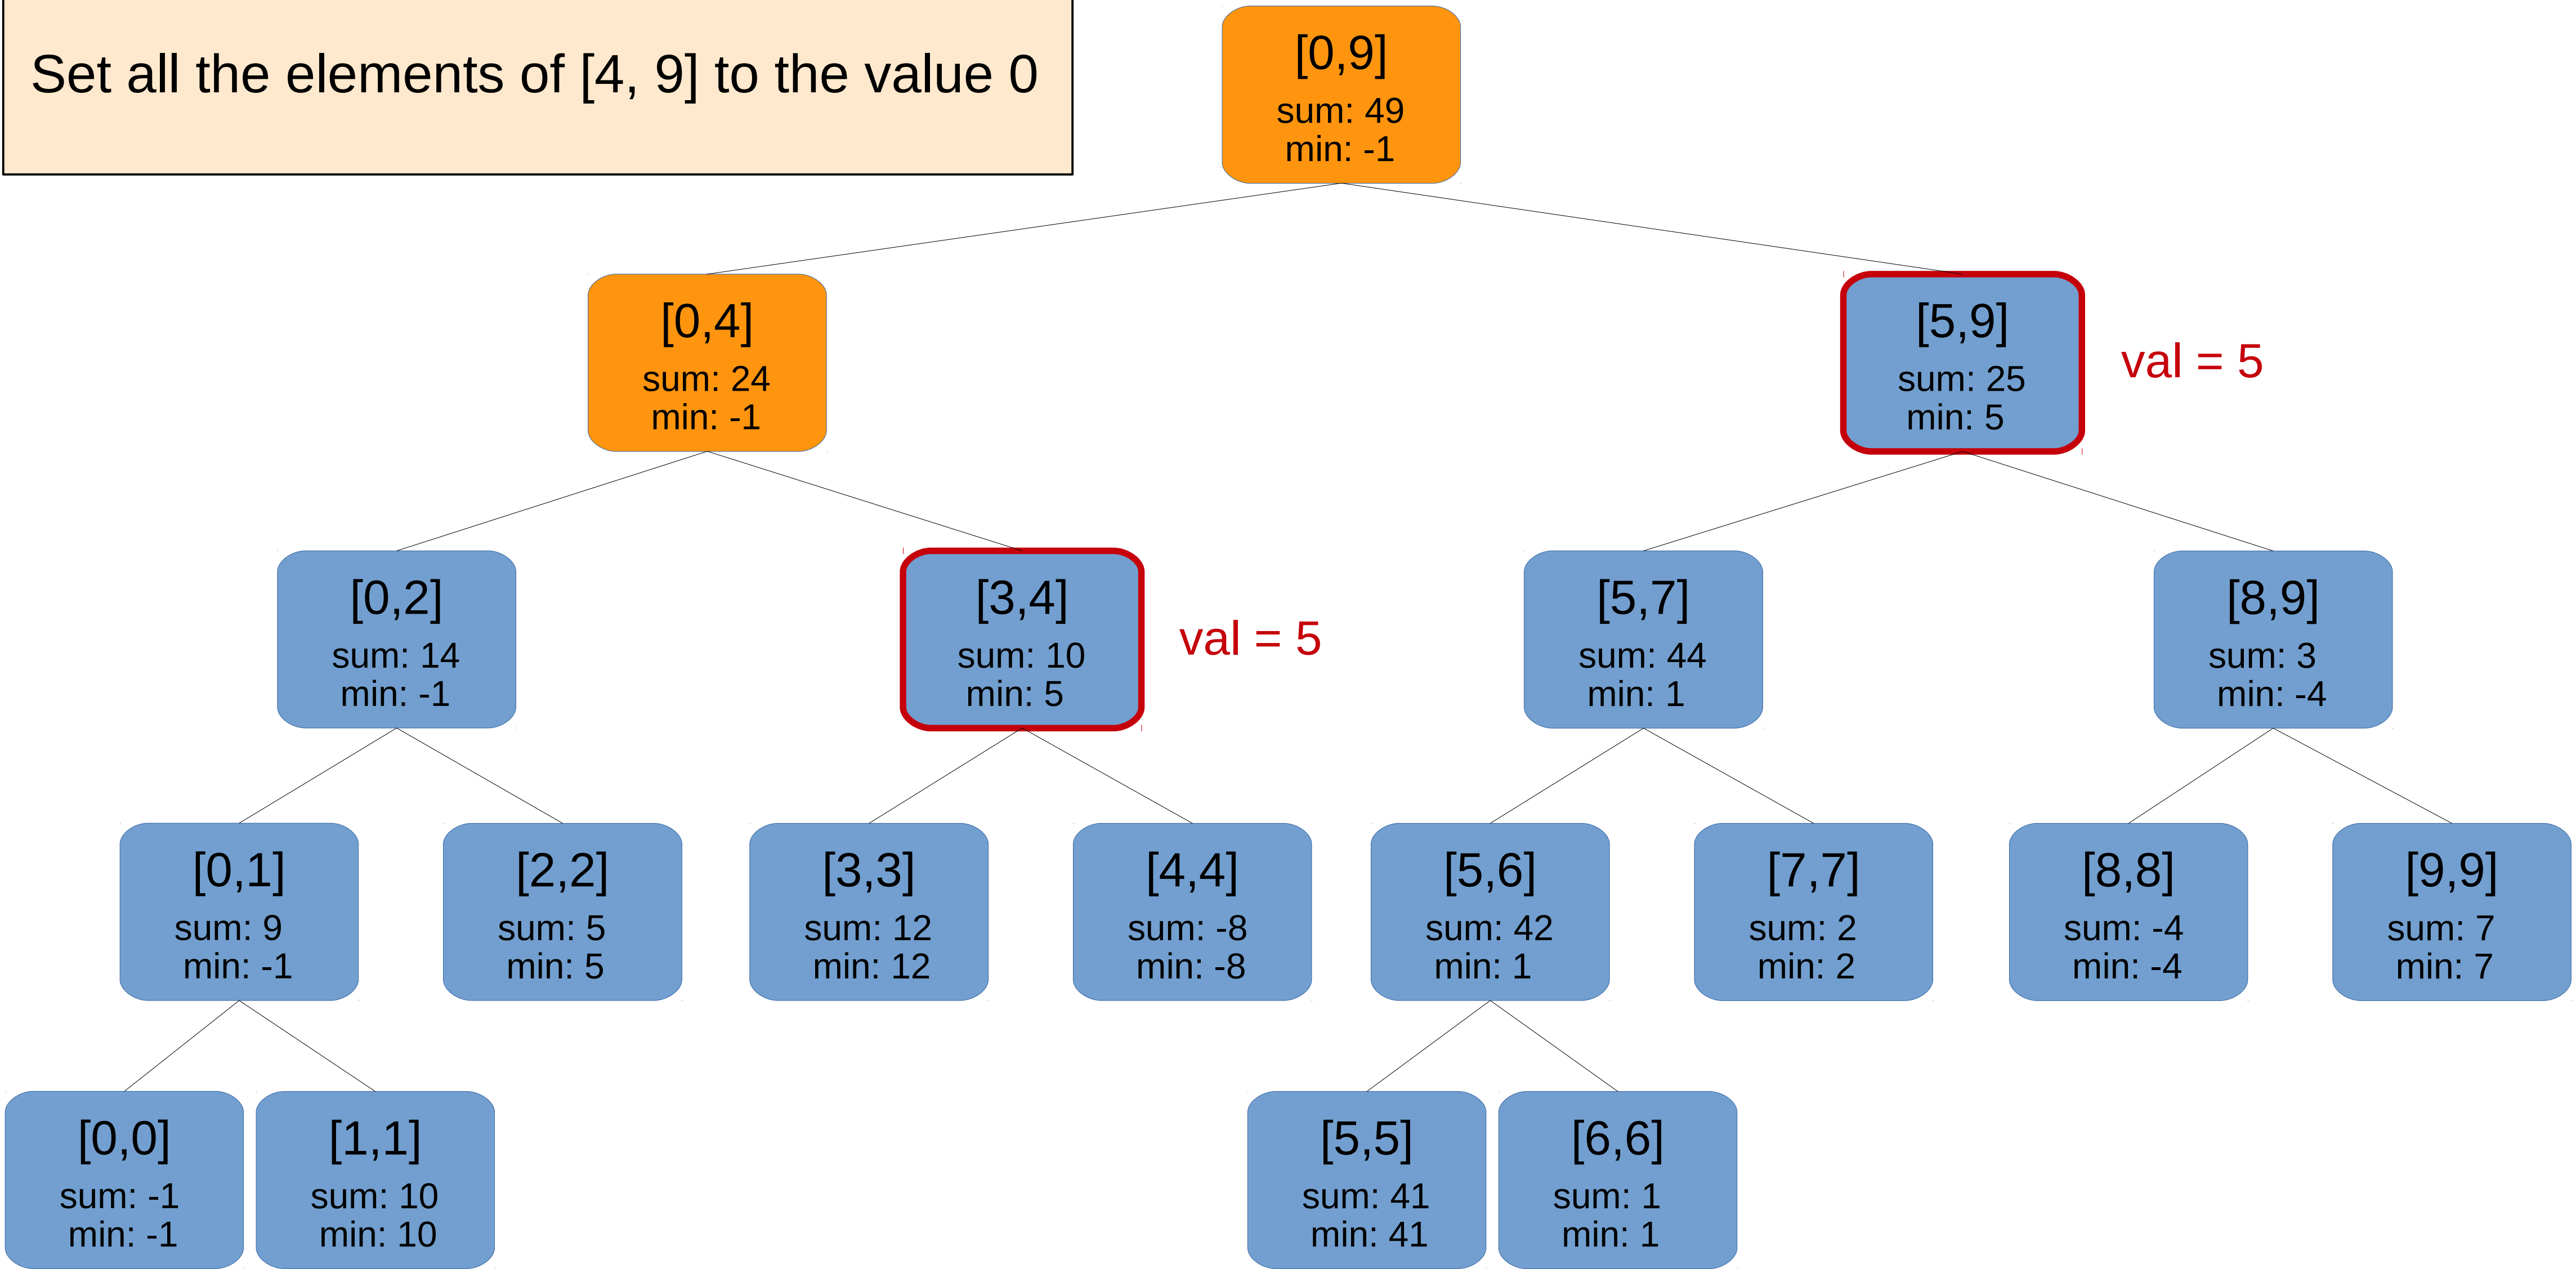 Set all the elements of [4, 9] to the value 0
[0,9]
sum: 49
min: -1
[0,4]
sum: 24
min: -1
[5,9]
sum: 25
min: 5
val = 5
[0,2]
sum: 14
min: -1
[3,4]
sum: 10
min: 5
val = 5
[5,7]
sum: 44
min: 1
[8,9]
sum: 3
min: -4
[0,1]
sum: 9
min: -1
[2,2]
sum: 5
min: 5
[3,3]
sum: 12
min: 12
[4,4]
sum: -8
min: -8
[5,6]
sum: 42
min: 1
[7,7]
sum: 2
min: 2
[8,8]
sum: -4
min: -4
[9,9]
sum: 7
min: 7
[0,0]
sum: -1
min: -1
[1,1]
sum: 10
min: 10
[5,5]
sum: 41
min: 41
[6,6]
sum: 1
min: 1